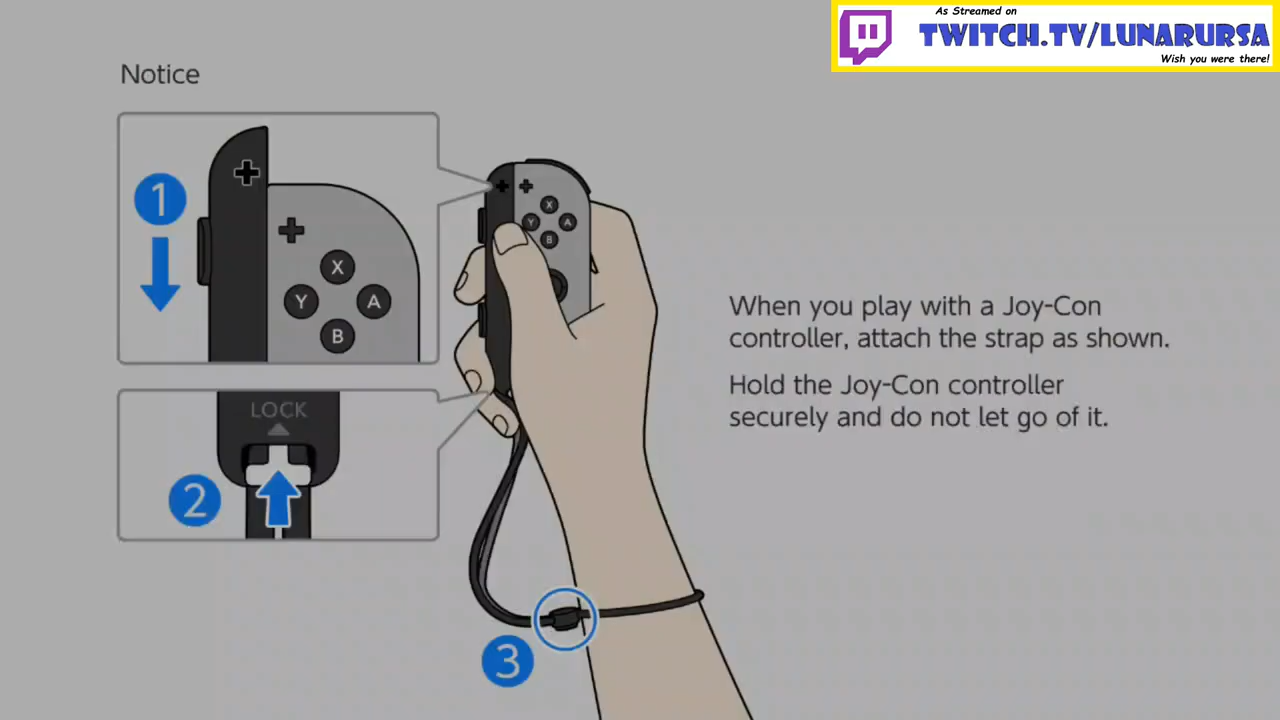 As Streamed on
TWITCH.TV/LUNARURSA
Wish you were there!
Notice
1
X
Y A
B
X
Y A
B
LOCK
2
3
When you play with a Joy-Con
controller, attach the strap as shown.
Hold the Joy-Con controller
securely and do not let go of it.